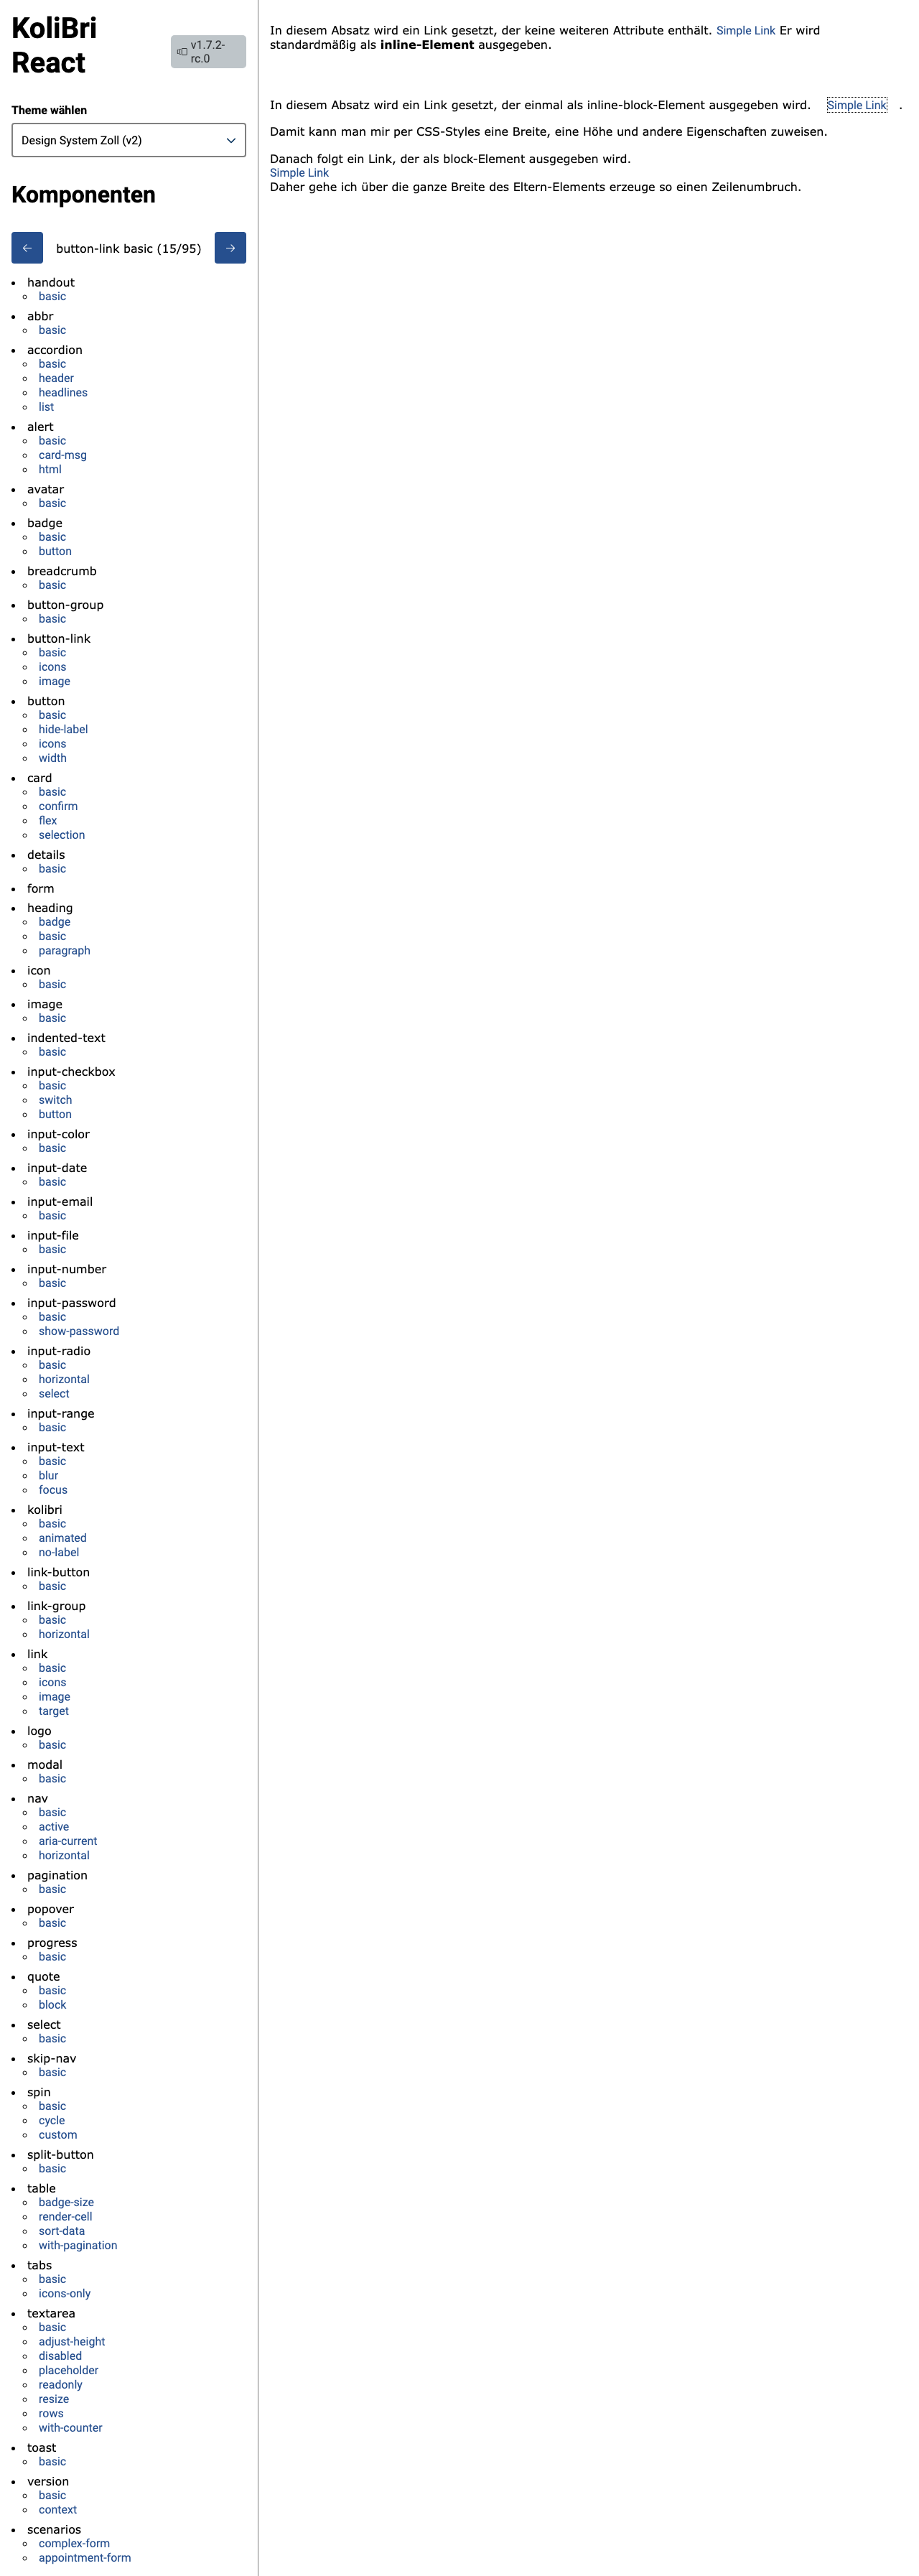 KoliBri
React
v1.7.2-
rc.0
Theme wählen
Design System Zoll (v2)
Komponenten
button-link basic (15/95)
handout
basic
abbr
basic
accordion
basic
header
headlines
list
alert
basic
card-msg
html
avatar
basic
badge
basic
button
breadcrumb
basic
button-group
basic
button-link
basic
icons
image
button
basic
hide-label
icons
width
card
basic
confirm
flex
selection
details
basic
form
heading
badge
basic
paragraph
icon
basic
image
basic
indented-text
basic
input-checkbox
basic
switch
button
input-color
basic
input-date
basic
input-email
basic
input-file
basic
input-number
basic
input-password
basic
show-password
input-radio
basic
horizontal
select
input-range
basic
input-text
basic
blur
focus
kolibri
basic
animated
no-label
link-button
basic
link-group
basic
horizontal
link
basic
icons
image
target
logo
basic
modal
basic
nav
basic
active
aria-current
horizontal
pagination
basic
popover
basic
progress
basic
quote
basic
block
select
basic
skip-nav
basic
spin
basic
cycle
custom
split-button
basic
table
badge-size
render-cell
sort-data
with-pagination
tabs
basic
icons-only
textarea
basic
adjust-height
disabled
placeholder
readonly
resize
rows
with-counter
toast
basic
version
basic
context
scenarios
complex-form
appointment-form
In diesem Absatz wird ein Link gesetzt, der keine weiteren Attribute enthält. Simple Link Er wird
standardmäßig als inline-Element ausgegeben.
In diesem Absatz wird ein Link gesetzt, der einmal als inline-block-Element ausgegeben wird. Simple Link .
Damit kann man mir per CSS-Styles eine Breite, eine Höhe und andere Eigenschaften zuweisen.
Danach folgt ein Link, der als block-Element ausgegeben wird.
Simple Link
Daher gehe ich über die ganze Breite des Eltern-Elements erzeuge so einen Zeilenumbruch.